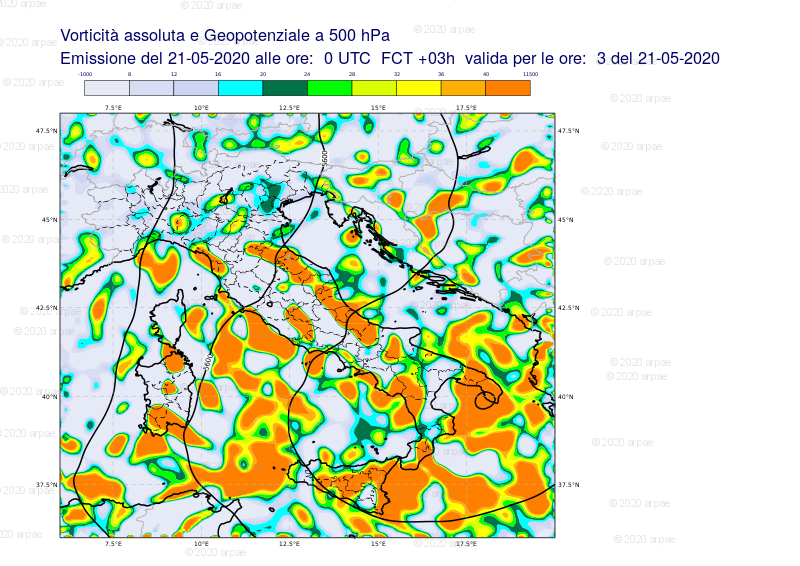 Vorticità assoluta e Geopotenziale a 500 hPa
Emissione del 21-05-2020 alle ore: 0 UTC FCT +03h valida per le ore: 3 del 21-05-2020
-1000 8 12 16 20 24 28 32 36 40 11500
7.5°E 10°E 12.5°E 15°E 17.5°E
47.5°N 47.5°N
5600
45°N 45°N
42.5°N 42.5°N
5600
40°N 40°N
37.5°N 37.5°N
7.5°E 10°E 12.5°E 15°E 17.5°E
©2020 arpae